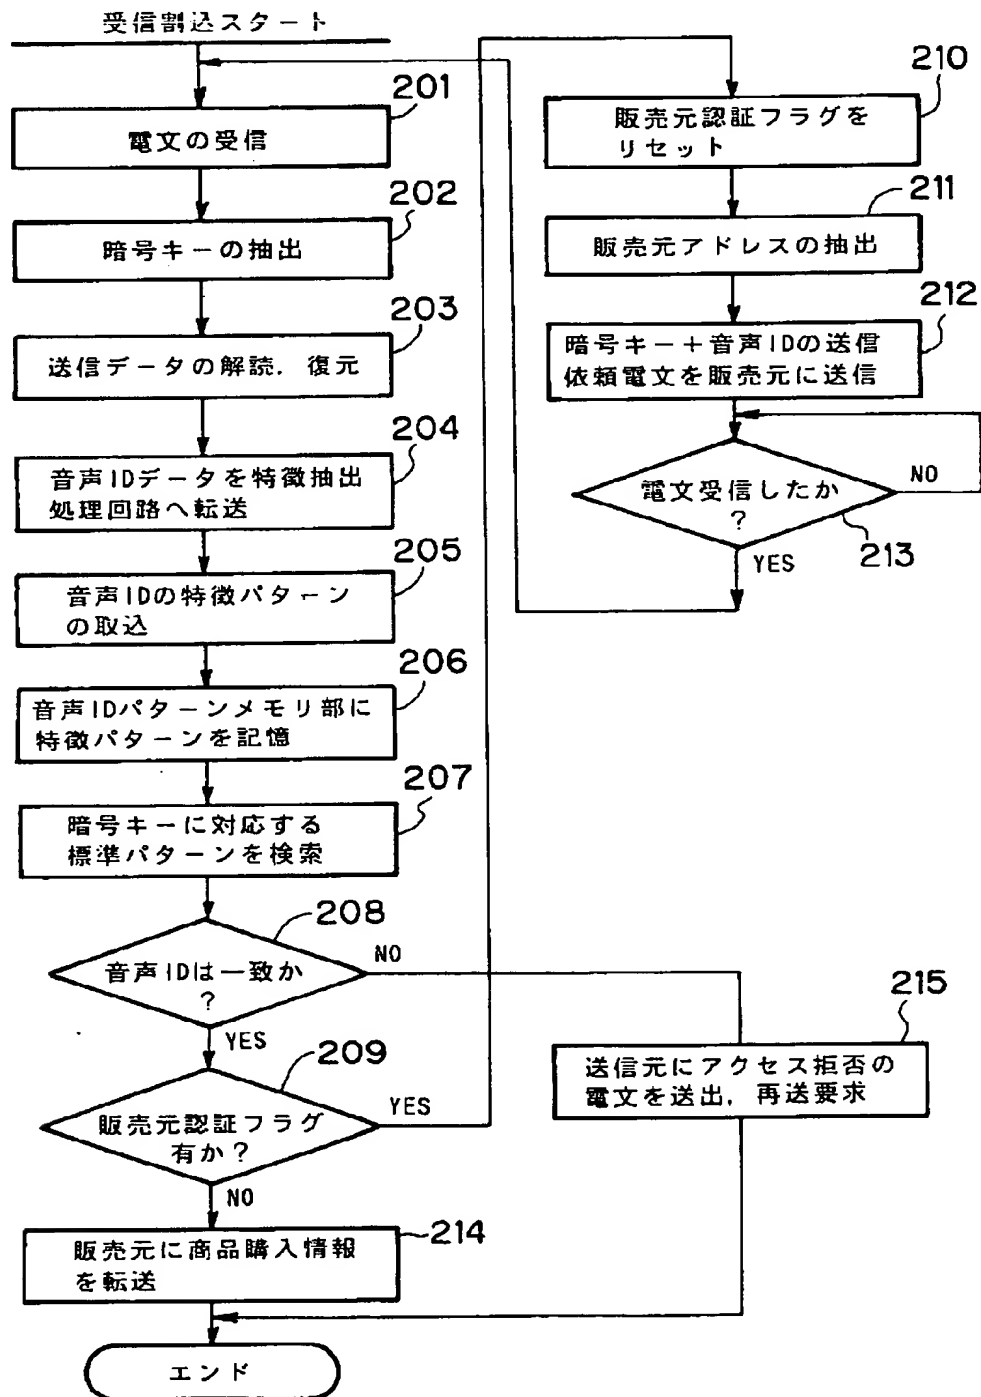 受信割込スタート
201
電文の受信
202
暗号キーの抽出
203
送信データの解読，復元
204
音声IDデータを特徴抽出
処理回路へ転送
205
音声IDの特徴パターン
の取込
206
音声IDパターンメモリ部に
特徴パターンを記憶
207
暗号キーに対応する
標準パターンを検索
208
音声IDは一致か
?
NO
YES
209
販売元認証フラグ
有か?
YES
NO
214
販売元に商品購入情報
を転送
エンド
210
販売元認証フラグを
リセット
211
販売元アドレスの抽出
212
暗号キー＋音声IDの送信
依頼電文を販売元に送信
電文受信したか
?
NO
213
YES
215
送信元にアクセス拒否の
電文を送出，再送要求